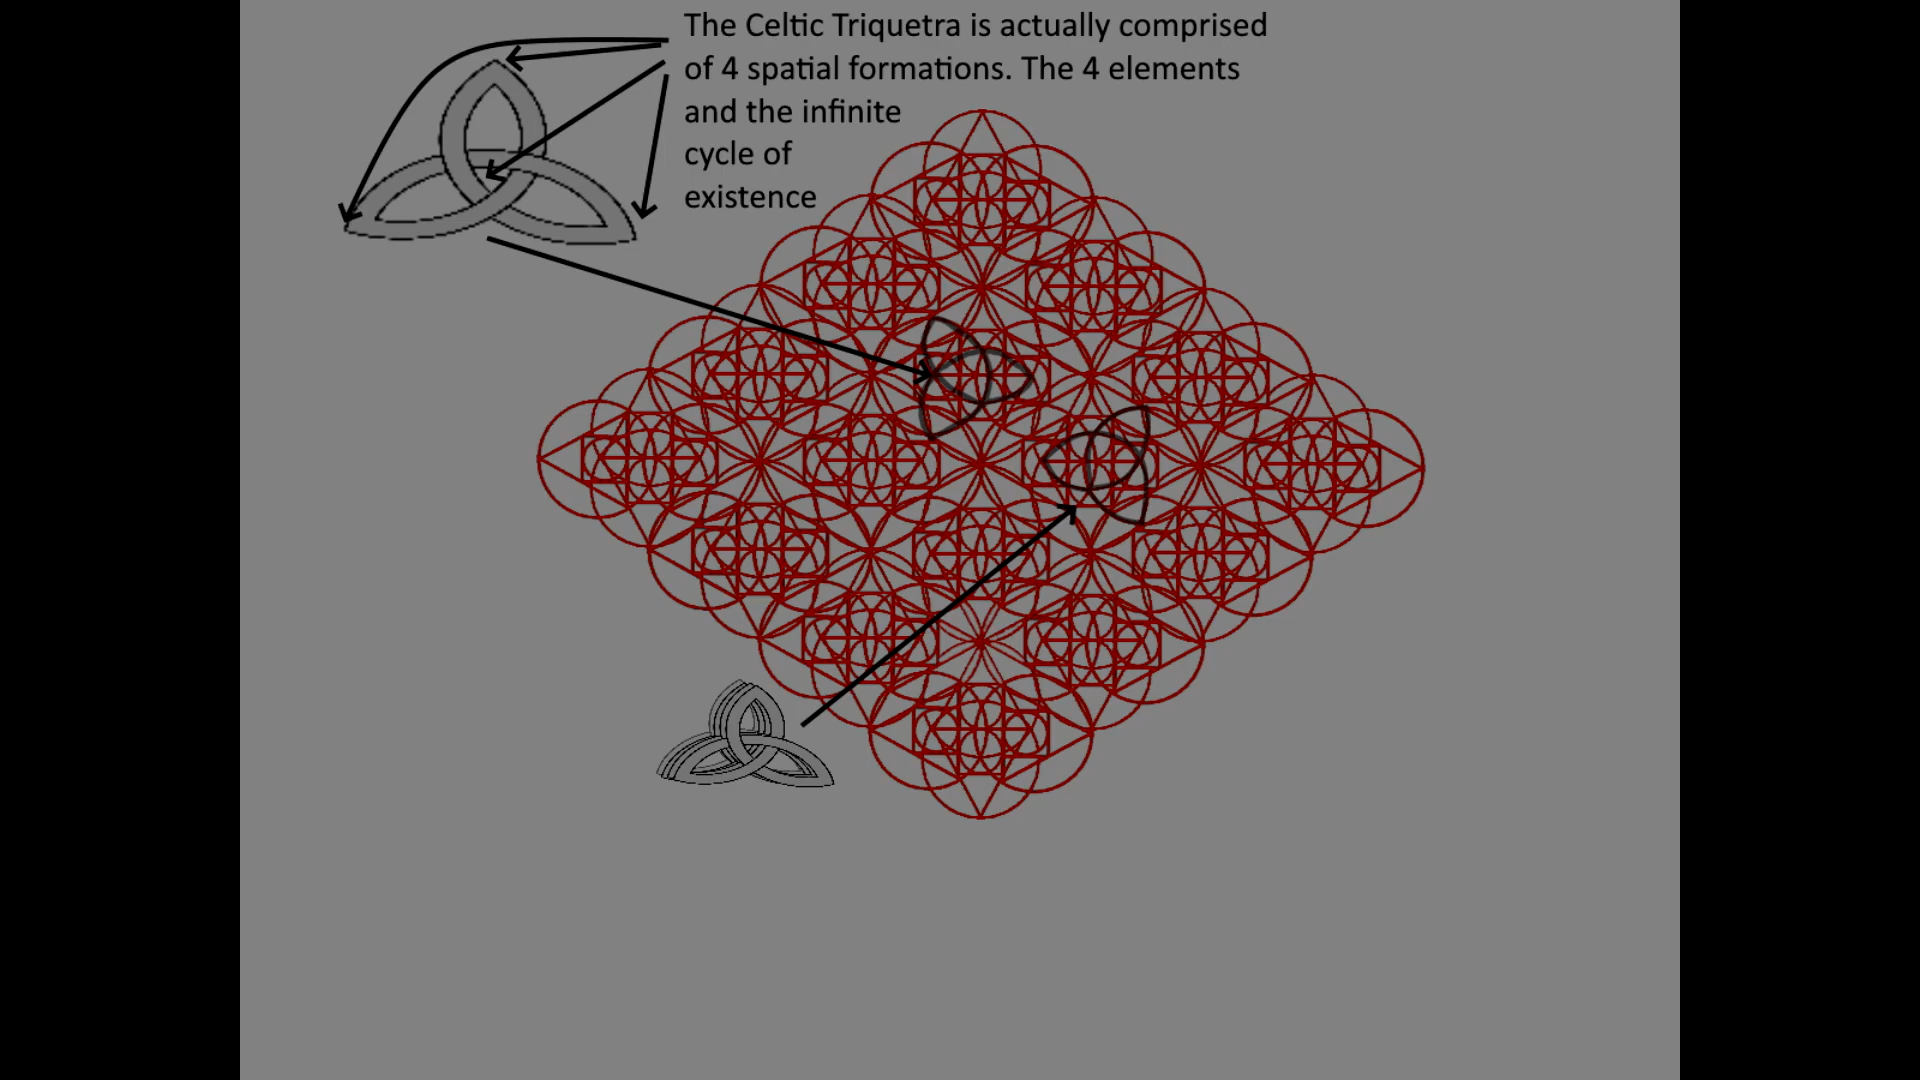 The Celtic Triquetra is actually comprised
of 4 spatial formations. The 4 elements
and the infinite
cycle of
existence